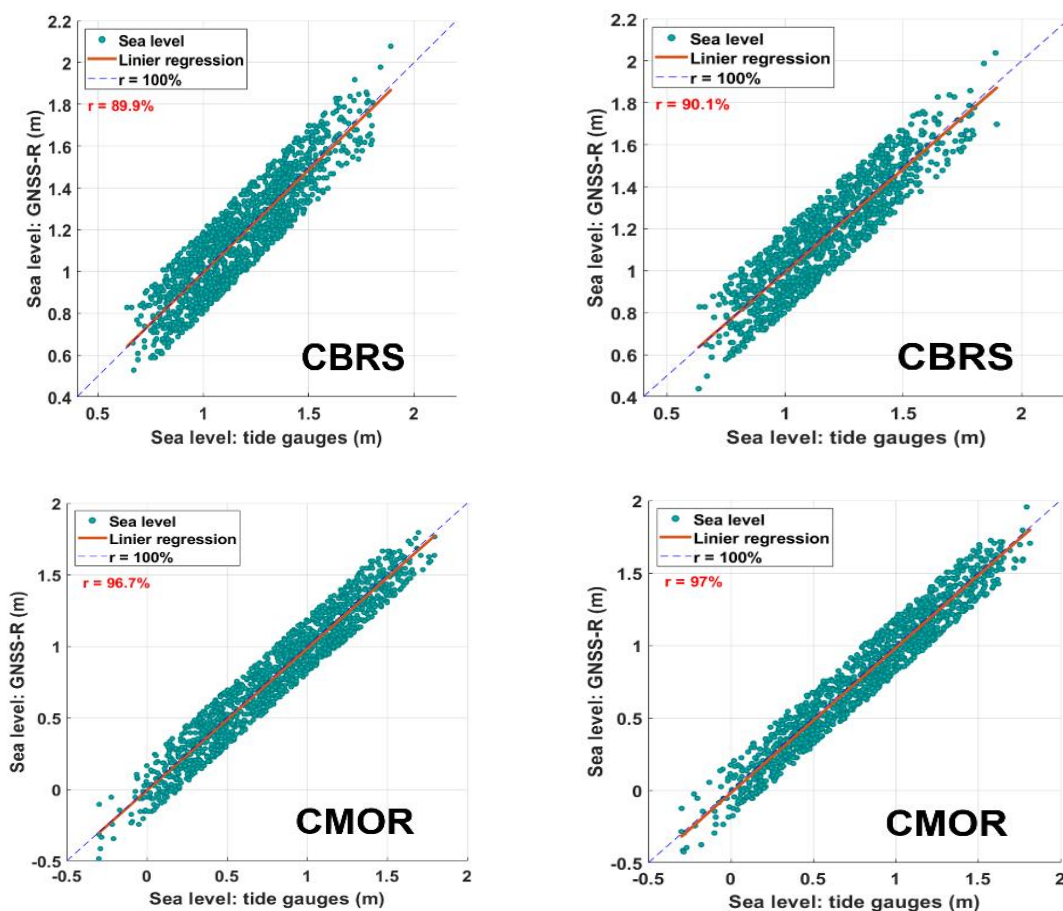 2.2
2
1.8
1.6
1.4
1.2
1
0.8
0.6
0.4
Sea level: GNSS-R (m)
Sea level
Linier regression
r = 100%
r = 89.9%
CBRS
0.5
1
1.5
2
Sea level: tide gauges (m)
2.2
2
1.8
1.6
1.4
1.2
1
0.8
0.6
0.4
Sea level: GNSS-R (m)
Sea level
Linier regression
r = 100%
r = 90.1%
CBRS
0.5
1
1.5
2
Sea level: tide gauges (m)
2
1.5
1
0.5
0
-0.5
Sea level: GNSS-R (m)
Sea level
Linier regression
r = 100%
r = 96.7%
CMOR
-0.5
0
0.5
1
1.5
2
Sea level: tide gauges (m)
2
1.5
1
0.5
0
-0.5
Sea level: GNSS-R (m)
Sea level
Linier regression
r = 100%
r = 97%
CMOR
-0.5
0
0.5
1
1.5
2
Sea level: tide gauges (m)